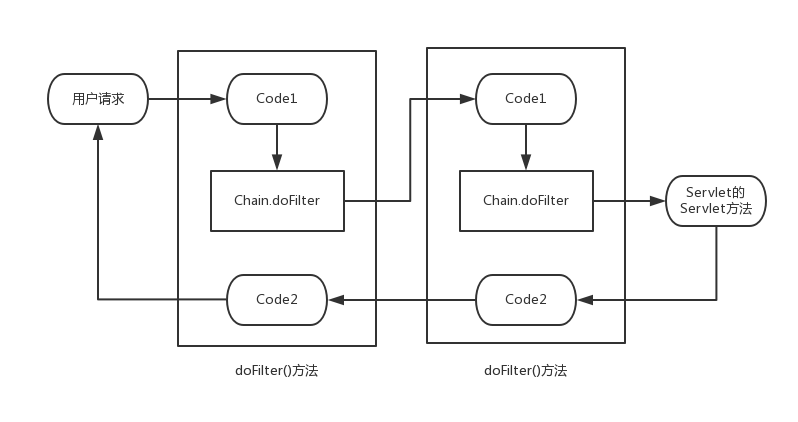 用户请求
Code1
Code1
Chain.doFilter
Chain.doFilter
Servlet的
Servlet方法
Code2
Code2
doFilter()方法
doFilter()方法